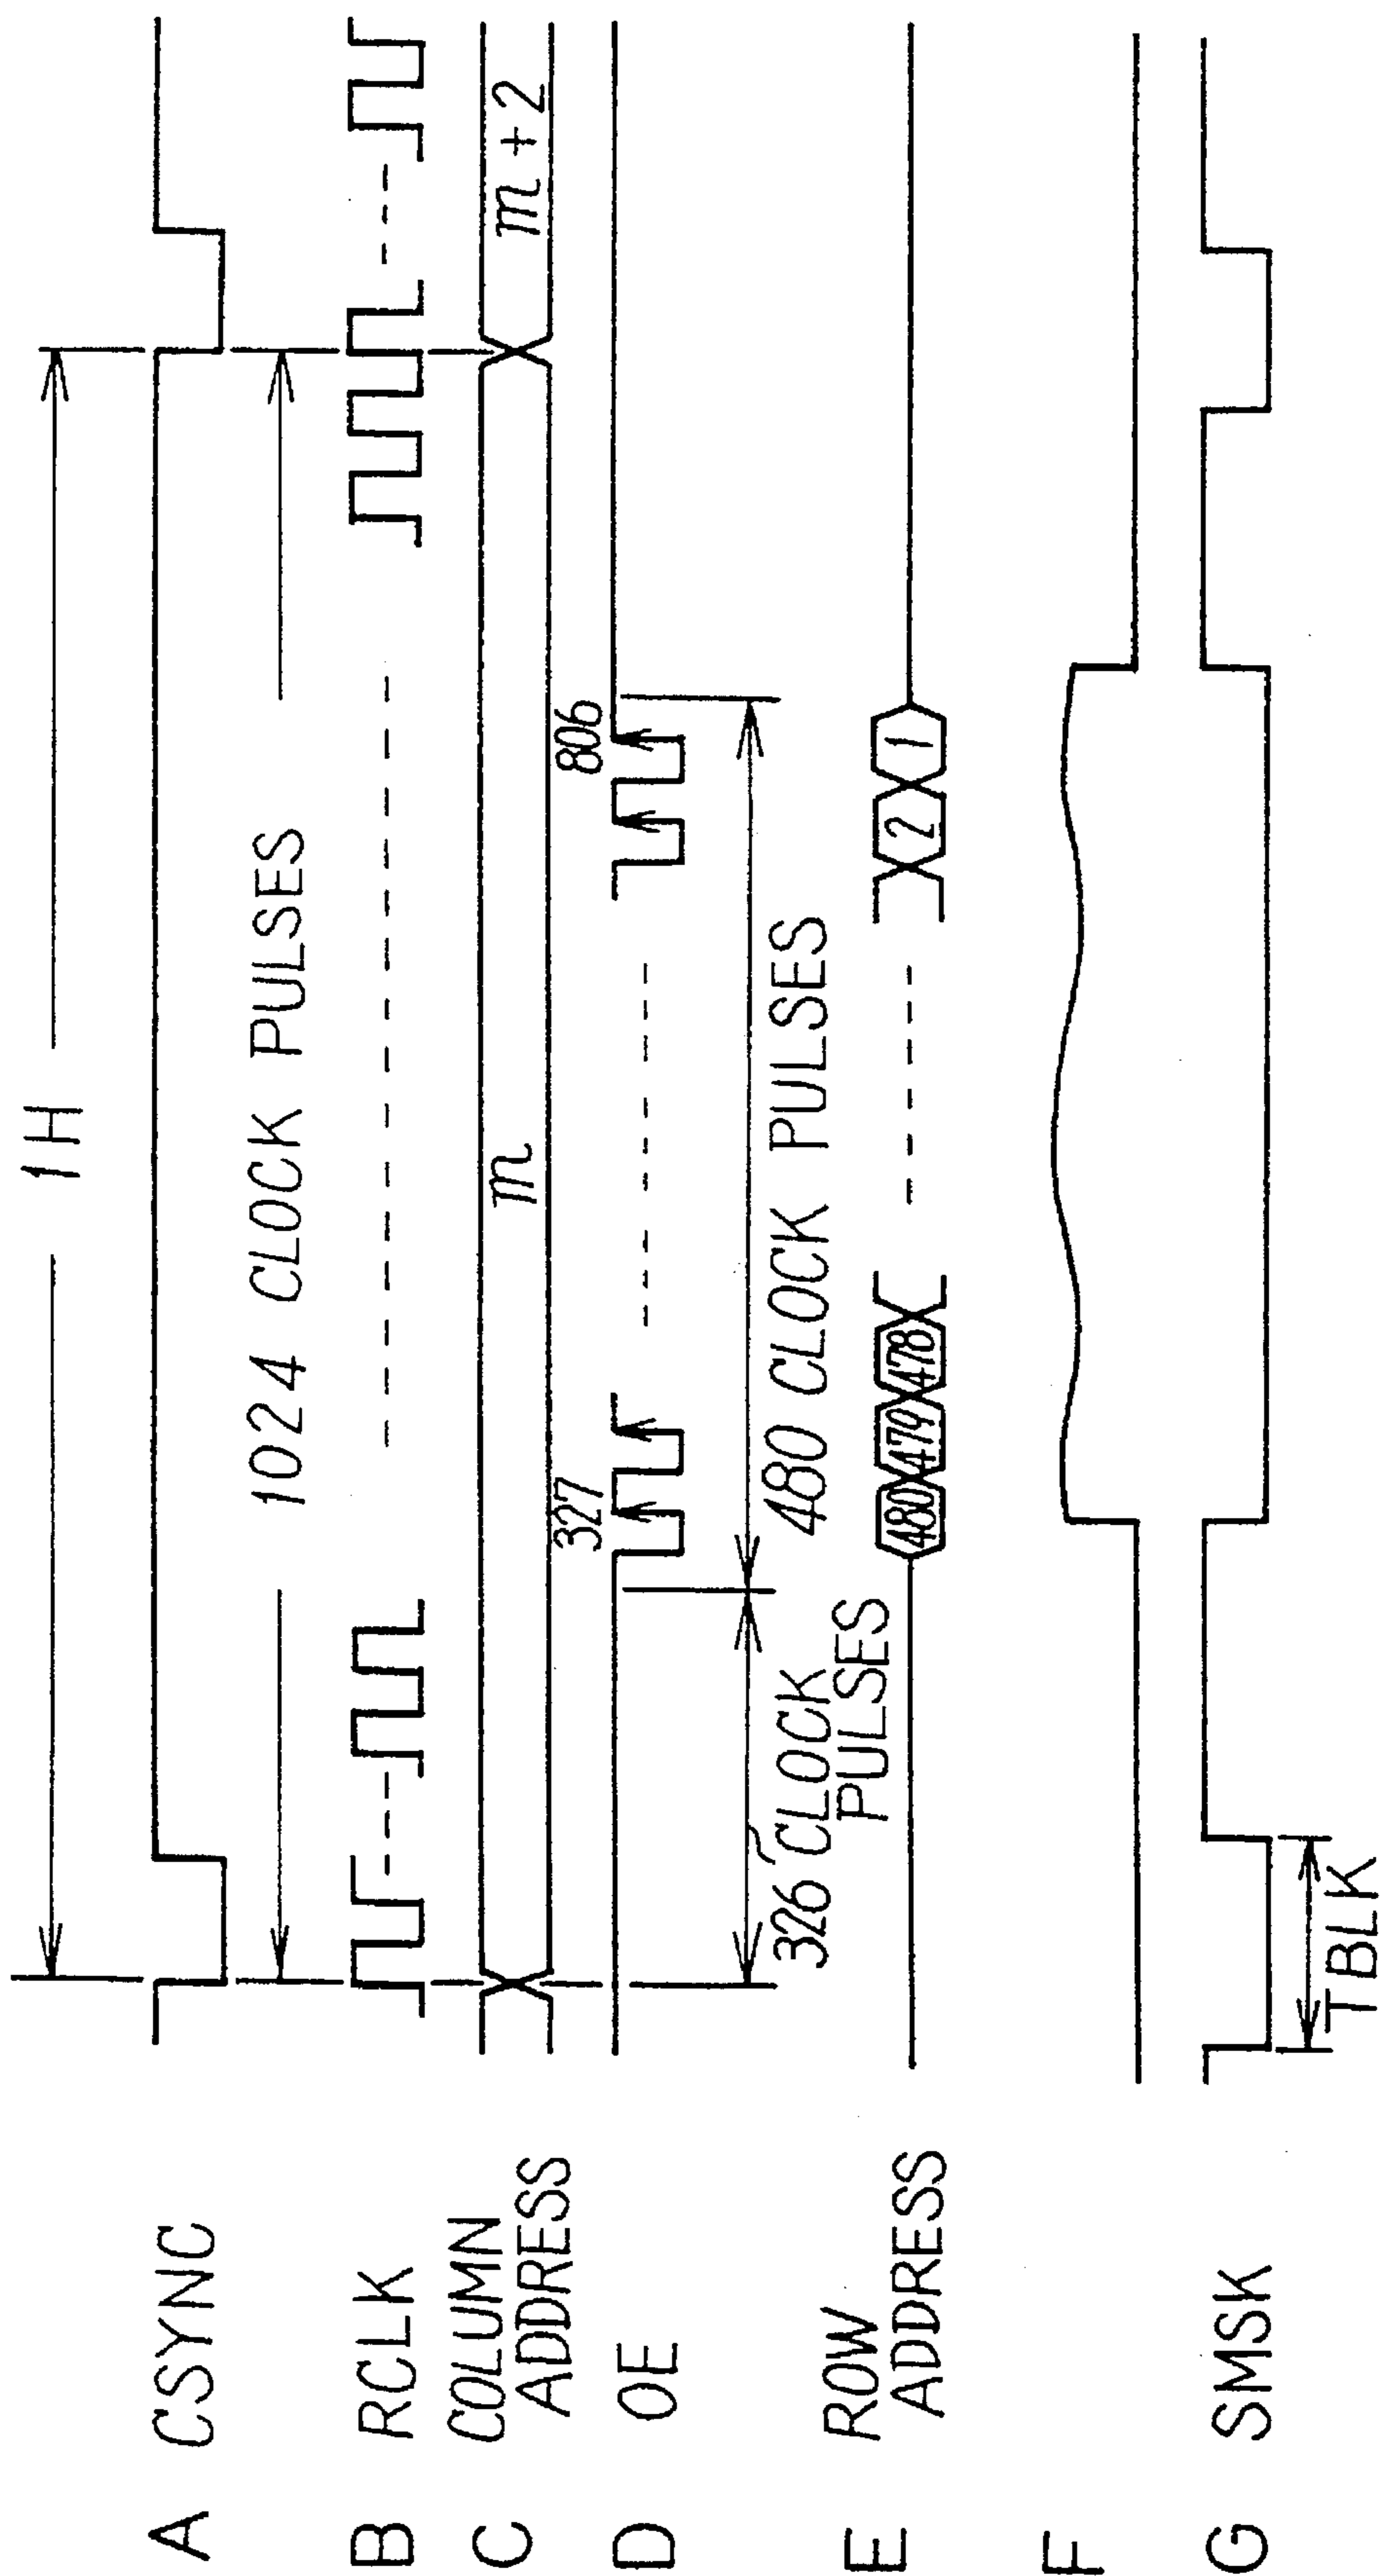 1H
A CSYNC
1024 CLOCK PULSES
B RCLK
C COLUMN
ADDRESS
m
m + 2
D OE
327
806
326 CLOCK
PULSES
480 CLOCK PULSES
E ROW
ADDRESS
480
479
478
2
1
F
G SMSK
TBLK